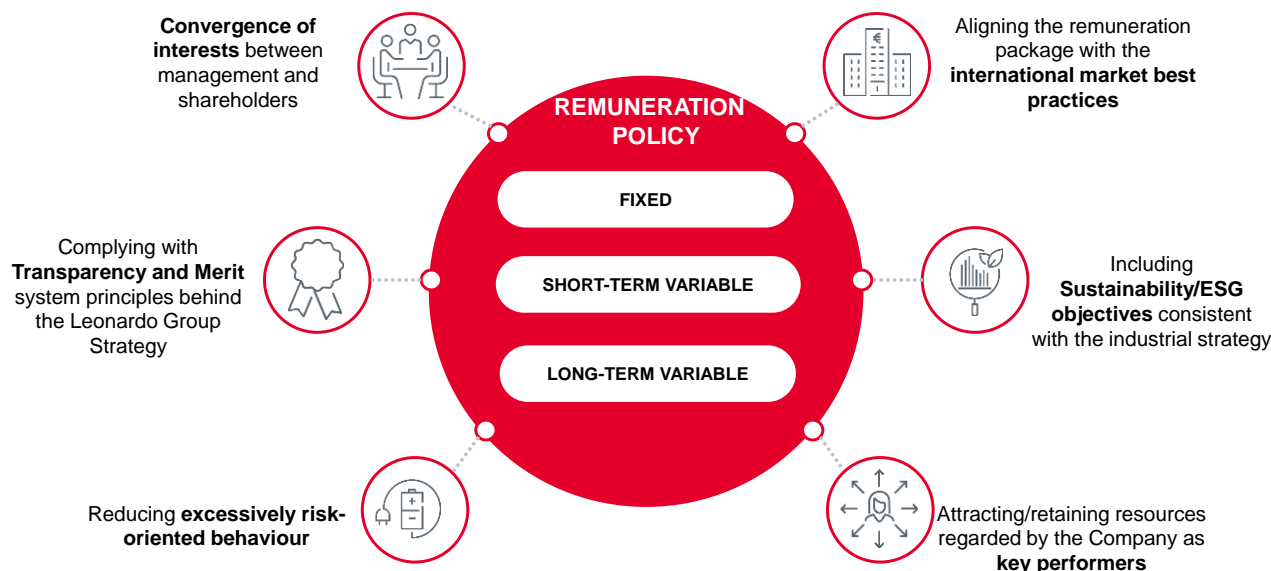 Convergence of
interests between
management and
shareholders
Aligning the remuneration
package with the
international market best
practices
€
REMUNERATION
POLICY
FIXED
SHORT-TERM VARIABLE
LONG-TERM VARIABLE
Complying with
Transparency and Merit
system principles behind
the Leonardo Group
Strategy
Including
Sustainability/ESG
objectives consistent
with the industrial strategy
Reducing excessively risk-
oriented behaviour
Attracting/retaining resources
regarded by the Company as
key performers